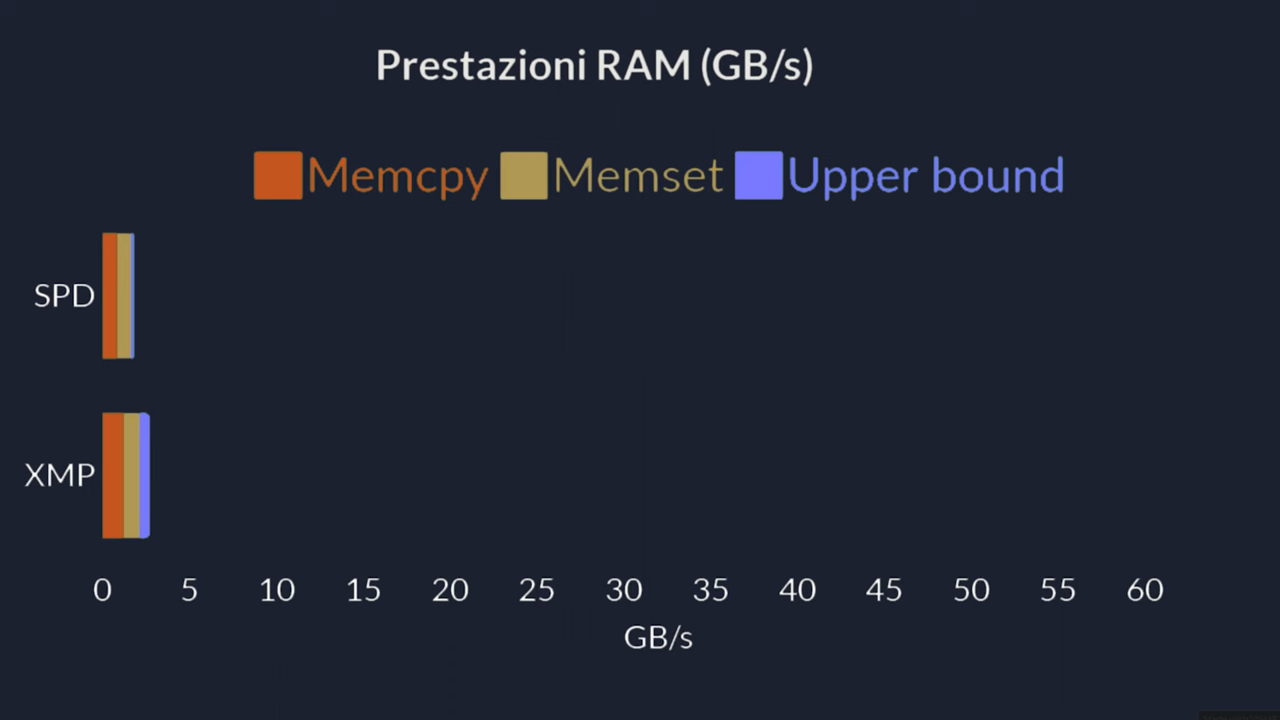 Prestazioni RAM (GB/s)
Memcpy Memset Upper bound
SPD
XMP
0 5 10 15 20 25 30 35 40 45 50 55 60
GB/s